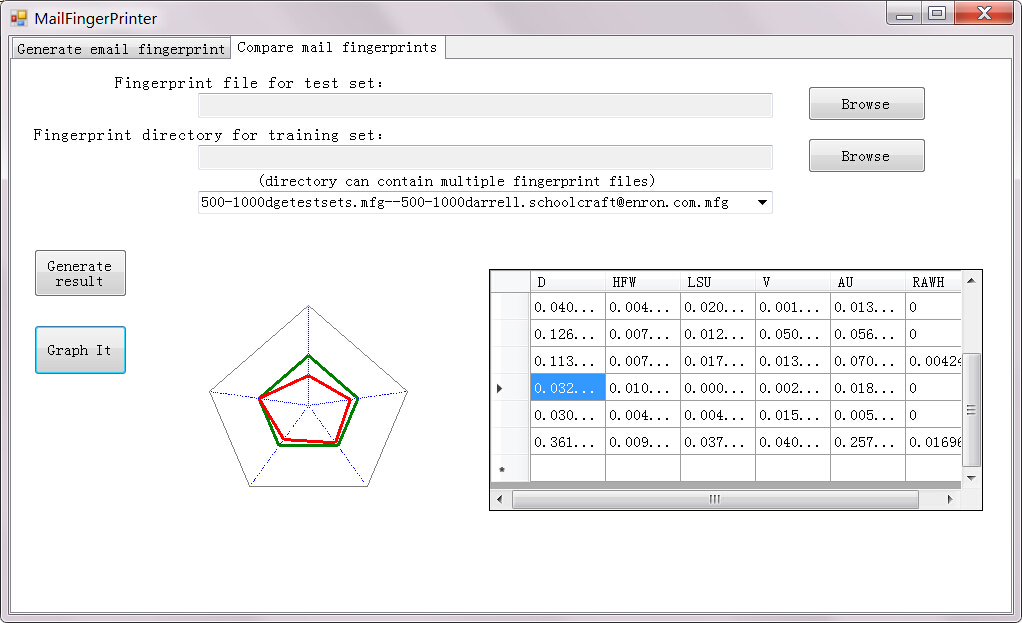 MailFingerPrinter
Generate email fingerprint Compare mail fingerprints
Fingerprint file for test set:
Browse
Fingerprint directory for training set:
Browse
(directory can contain multiple fingerprint files)
500-1000dgetestsets.mfg--500-1000darrell.schoolcraft@enron.com.mfg
Generate
result
Graph It
D HFW LSU V AU RAWH
0.040... 0.004... 0.020... 0.001... 0.013... 0
0.126... 0.007... 0.012... 0.050... 0.056... 0
0.113... 0.007... 0.017... 0.013... 0.070... 0.00424
0.032... 0.010... 0.000... 0.002... 0.018... 0
0.030... 0.004... 0.004... 0.015... 0.005... 0
0.361... 0.009... 0.037... 0.040... 0.257... 0.01696
*